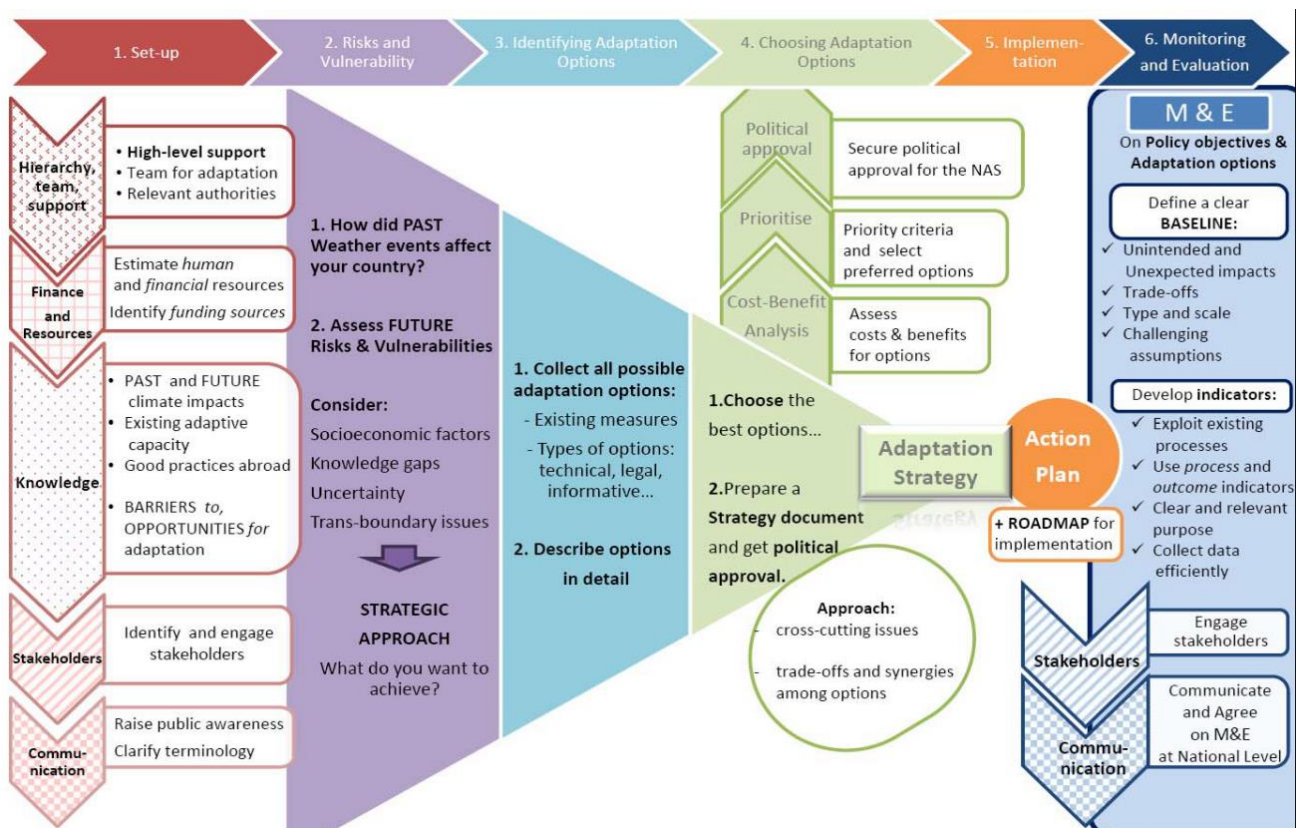 1. Set-up
2. Risks and
Vulnerability
3. Identifying Adaptation
Options
4. Choosing Adaptation
Options
5. Implemen-
tation
6. Monitoring
and Evaluation
Hierarchy,
team,
support
• High-level support
• Team for adaptation
• Relevant authorities
Finance
and
Resources
Estimate human
and financial resources
Identify funding sources
Knowledge
• PAST and FUTURE
climate impacts
• Existing adaptive
capacity
• Good practices abroad
• BARRIERS to,
OPPORTUNITIES for
adaptation
Stakeholders
Identify and engage
stakeholders
Commu-
nication
Raise public awareness
Clarify terminology
1. How did PAST
Weather events affect
your country?
2. Assess FUTURE
Risks & Vulnerabilities
Consider:
Socioeconomic factors
Knowledge gaps
Uncertainty
Trans-boundary issues
STRATEGIC
APPROACH
What do you want to
achieve?
1. Collect all possible
adaptation options:
- Existing measures
- Types of options:
technical, legal,
informative...
2. Describe options
in detail
Political
approval
Secure political
approval for the NAS
Prioritise
Priority criteria
and select
preferred options
Cost-Benefit
Analysis
Assess
costs & benefits
for options
1.Choose the
best options...
2.Prepare a
Strategy document
and get political
approval.
Adaptation
Strategy
Approach:
- cross-cutting issues
- trade-offs and synergies
among options
Action
Plan
+ ROADMAP for
implementation
M & E
On Policy objectives &
Adaptation options
Define a clear
BASELINE:
✓ Unintended and
Unexpected impacts
✓ Trade-offs
✓ Type and scale
✓ Challenging
assumptions
Develop indicators:
✓ Exploit existing
processes
✓ Use process and
outcome indicators
✓ Clear and relevant
purpose
✓ Collect data
efficiently
Stakeholders
Engage
stakeholders
Commu-
nication
Communicate
and Agree
on M&E
at National Level